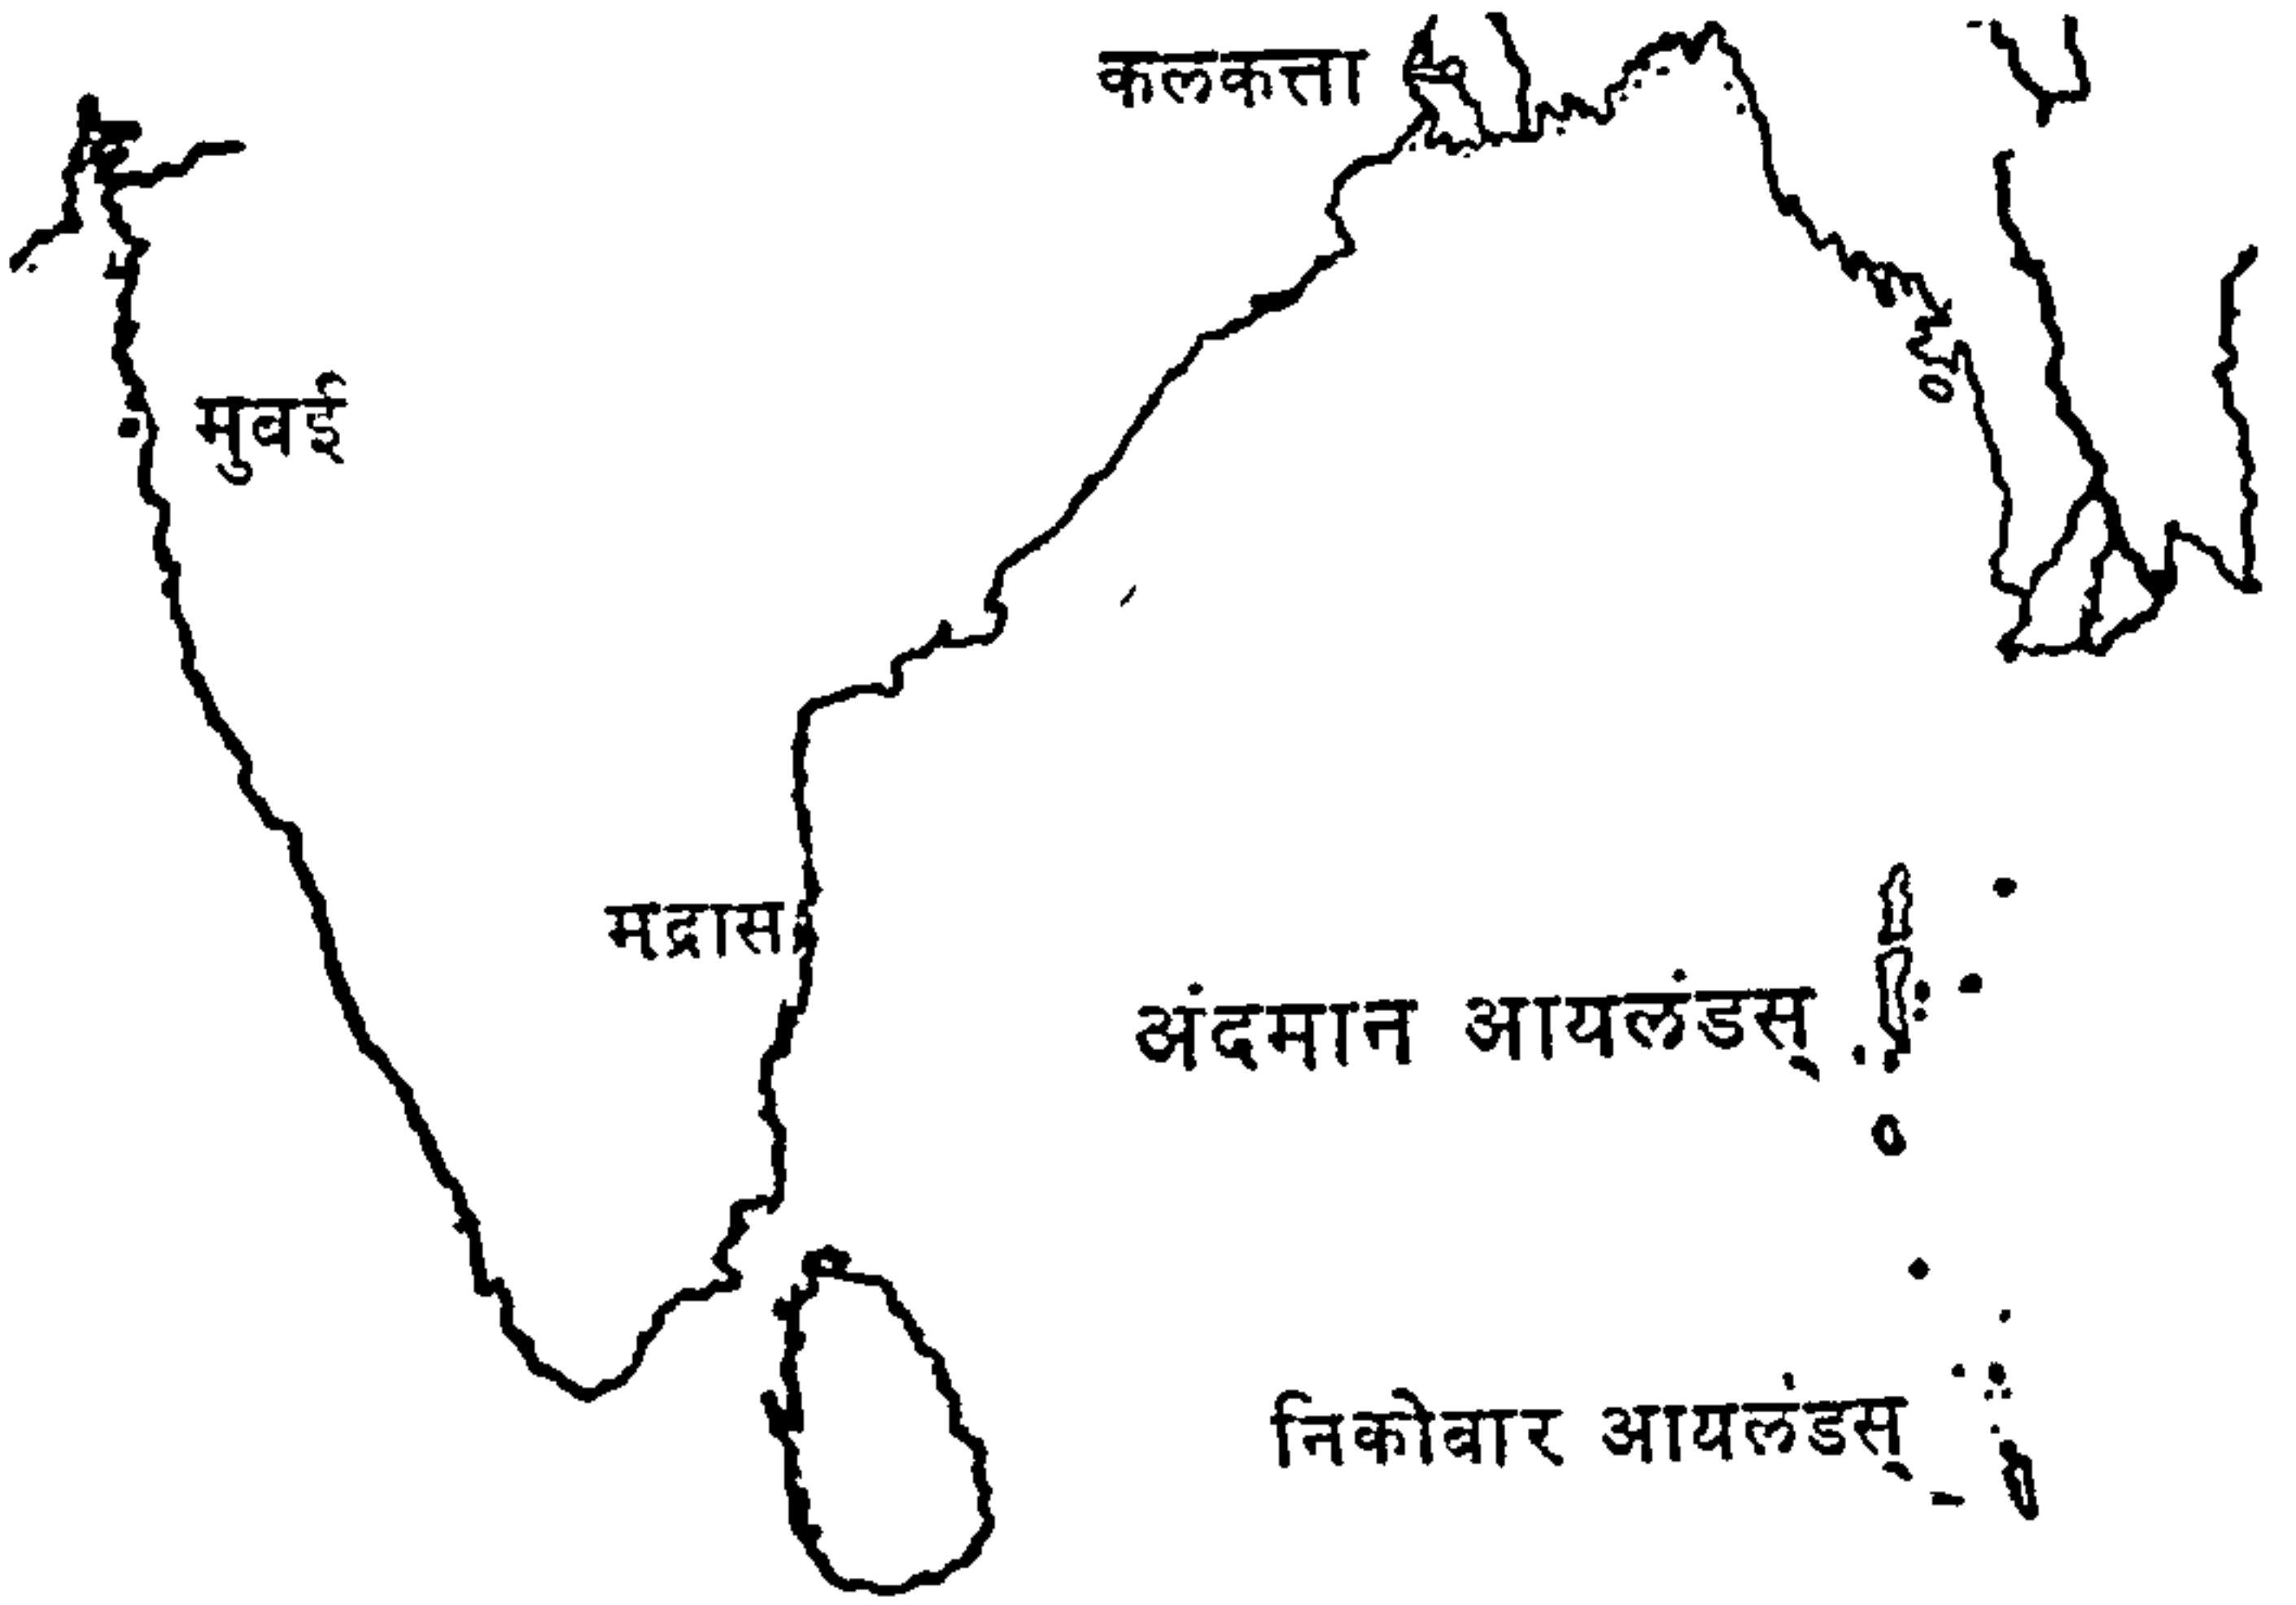 कलकत्ता
मुबई
मद्रास
अंदमान आयलंडस्
निकोबार आयलंडस्